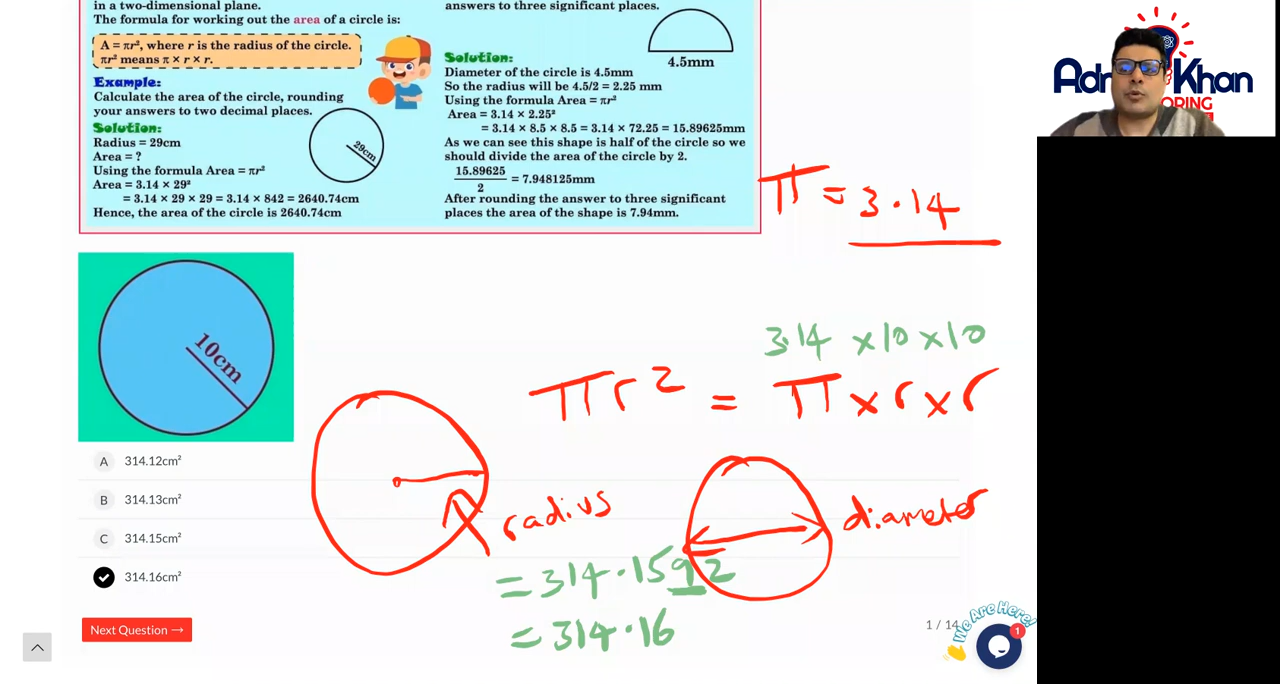 in a two-dimensional plane.
The formula for working out the area of a circle is:
A = πr², where r is the radius of the circle.
πr² means π × r × r.
Example:
Calculate the area of the circle, rounding
your answers to two decimal places.
Solution:
Radius = 29cm
Area = ?
Using the formula Area = πr²
Area = 3.14 × 29²
= 3.14 × 29 × 29 = 3.14 × 842 = 2640.74cm
Hence, the area of the circle is 2640.74cm
29cm
answers to three significant places.
4.5mm
Solution:
Diameter of the circle is 4.5mm
So the radius will be 4.5/2 = 2.25 mm
Using the formula Area = πr²
Area = 3.14 × 2.25²
= 3.14 × 8.5 × 8.5 = 3.14 × 72.25 = 15.89625mm
As we can see this shape is half of the circle so we
should divide the area of the circle by 2.
15.89625
2
= 7.948125mm
After rounding the answer to three significant
places the area of the shape is 7.94mm.
Khan
π = 3.14
10cm
3.14 × 10 × 10
πr² = π × r × r
radius
diameter
= 314.1592
= 314.16
A 314.12cm²
B 314.13cm²
C 314.15cm²
314.16cm²
Next Question →
1 / 14
We Are Here!
1